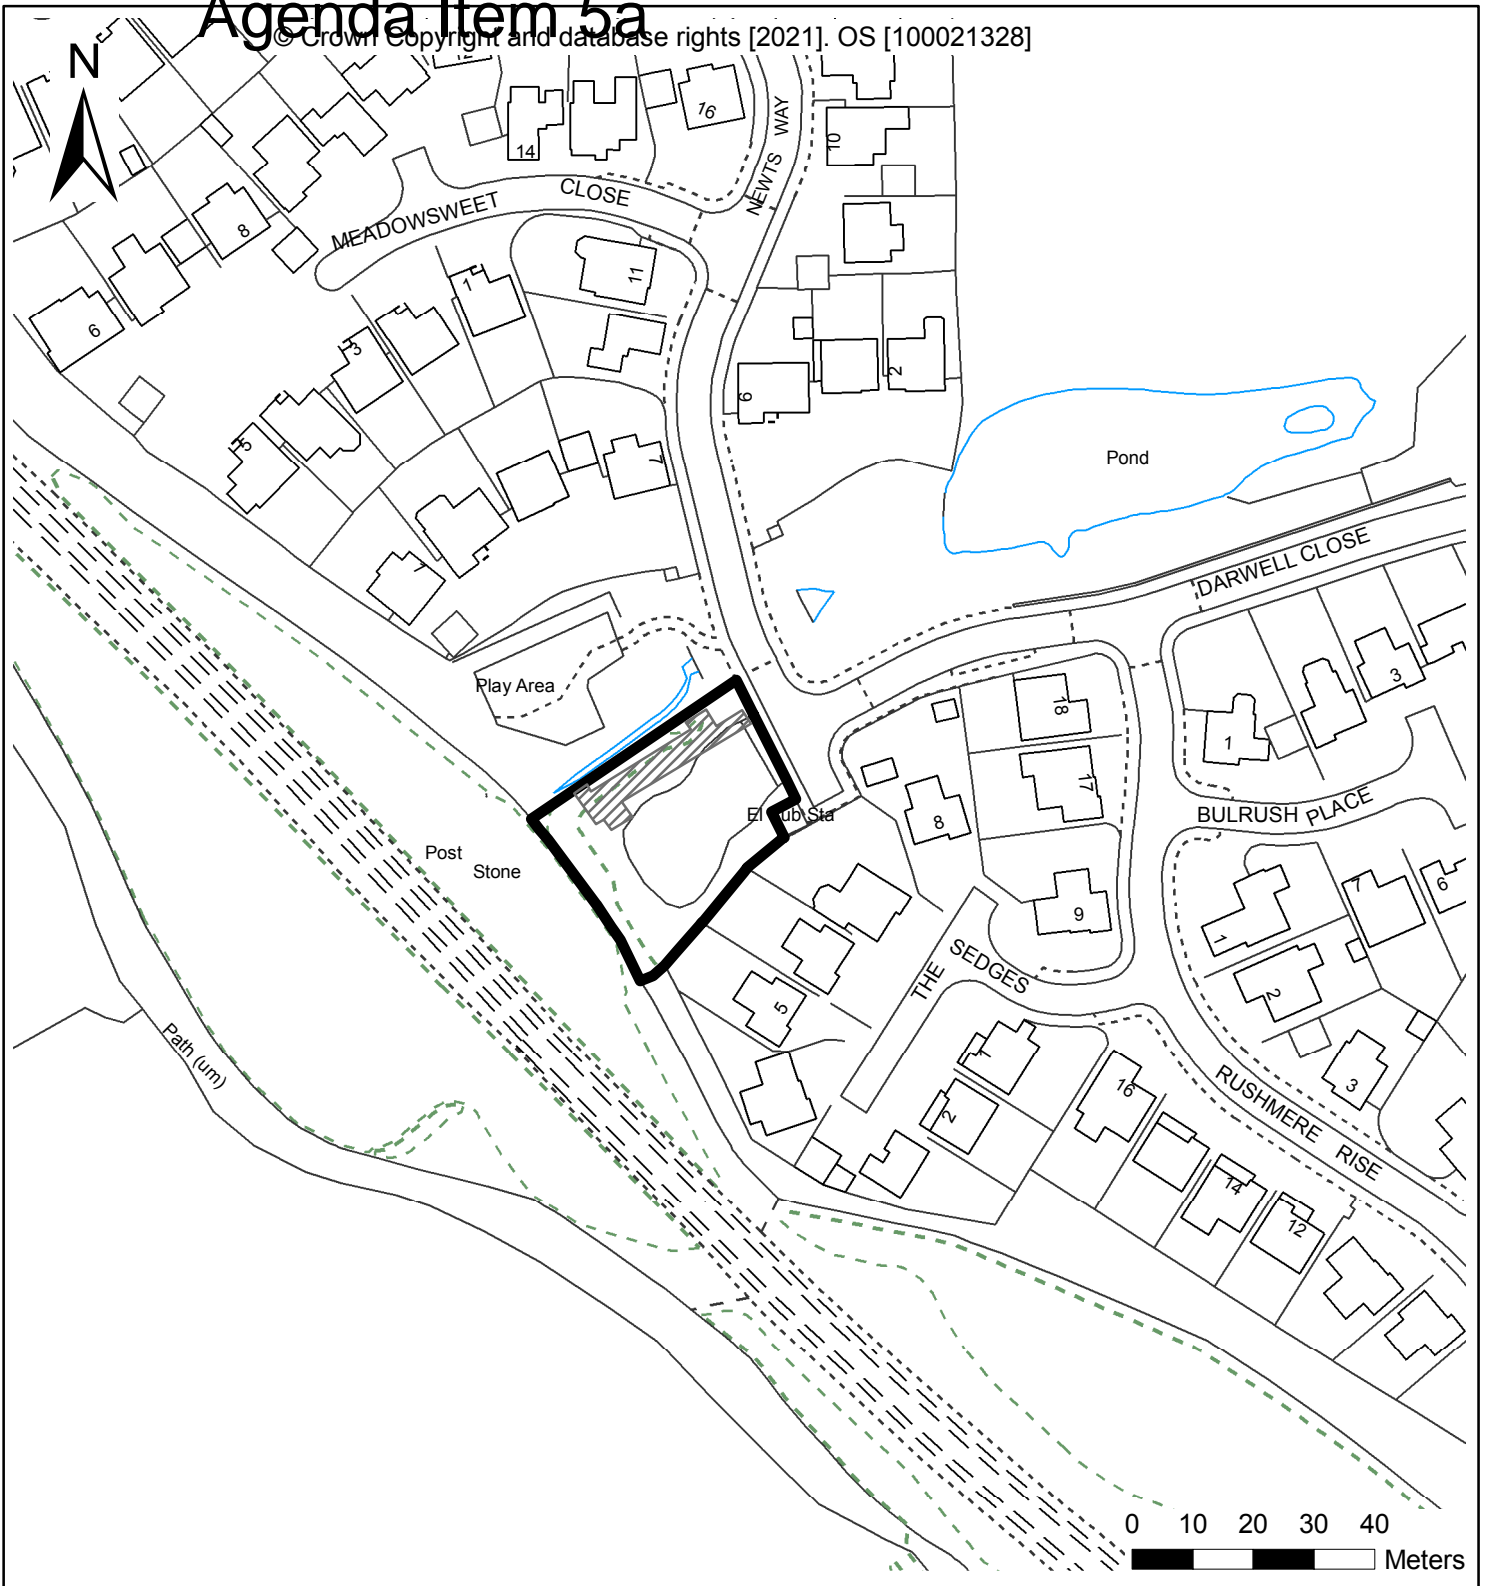 Agenda Item 5a
© Crown Copyright and database rights [2021]. OS [100021328]
N
12
16
14
10
NEWTS WAY
CLOSE
MEADOWSWEET
8
11
1
6
3
2
6
5
7
Pond
1
DARWELL CLOSE
Play Area
3
18
1
17
El Sub Sta
8
BULRUSH PLACE
Post
Stone
7
6
9
1
THE SEDGES
2
5
Path (um)
1
16
3
2
RUSHMERE RISE
14
12
0 10 20 30 40
Meters